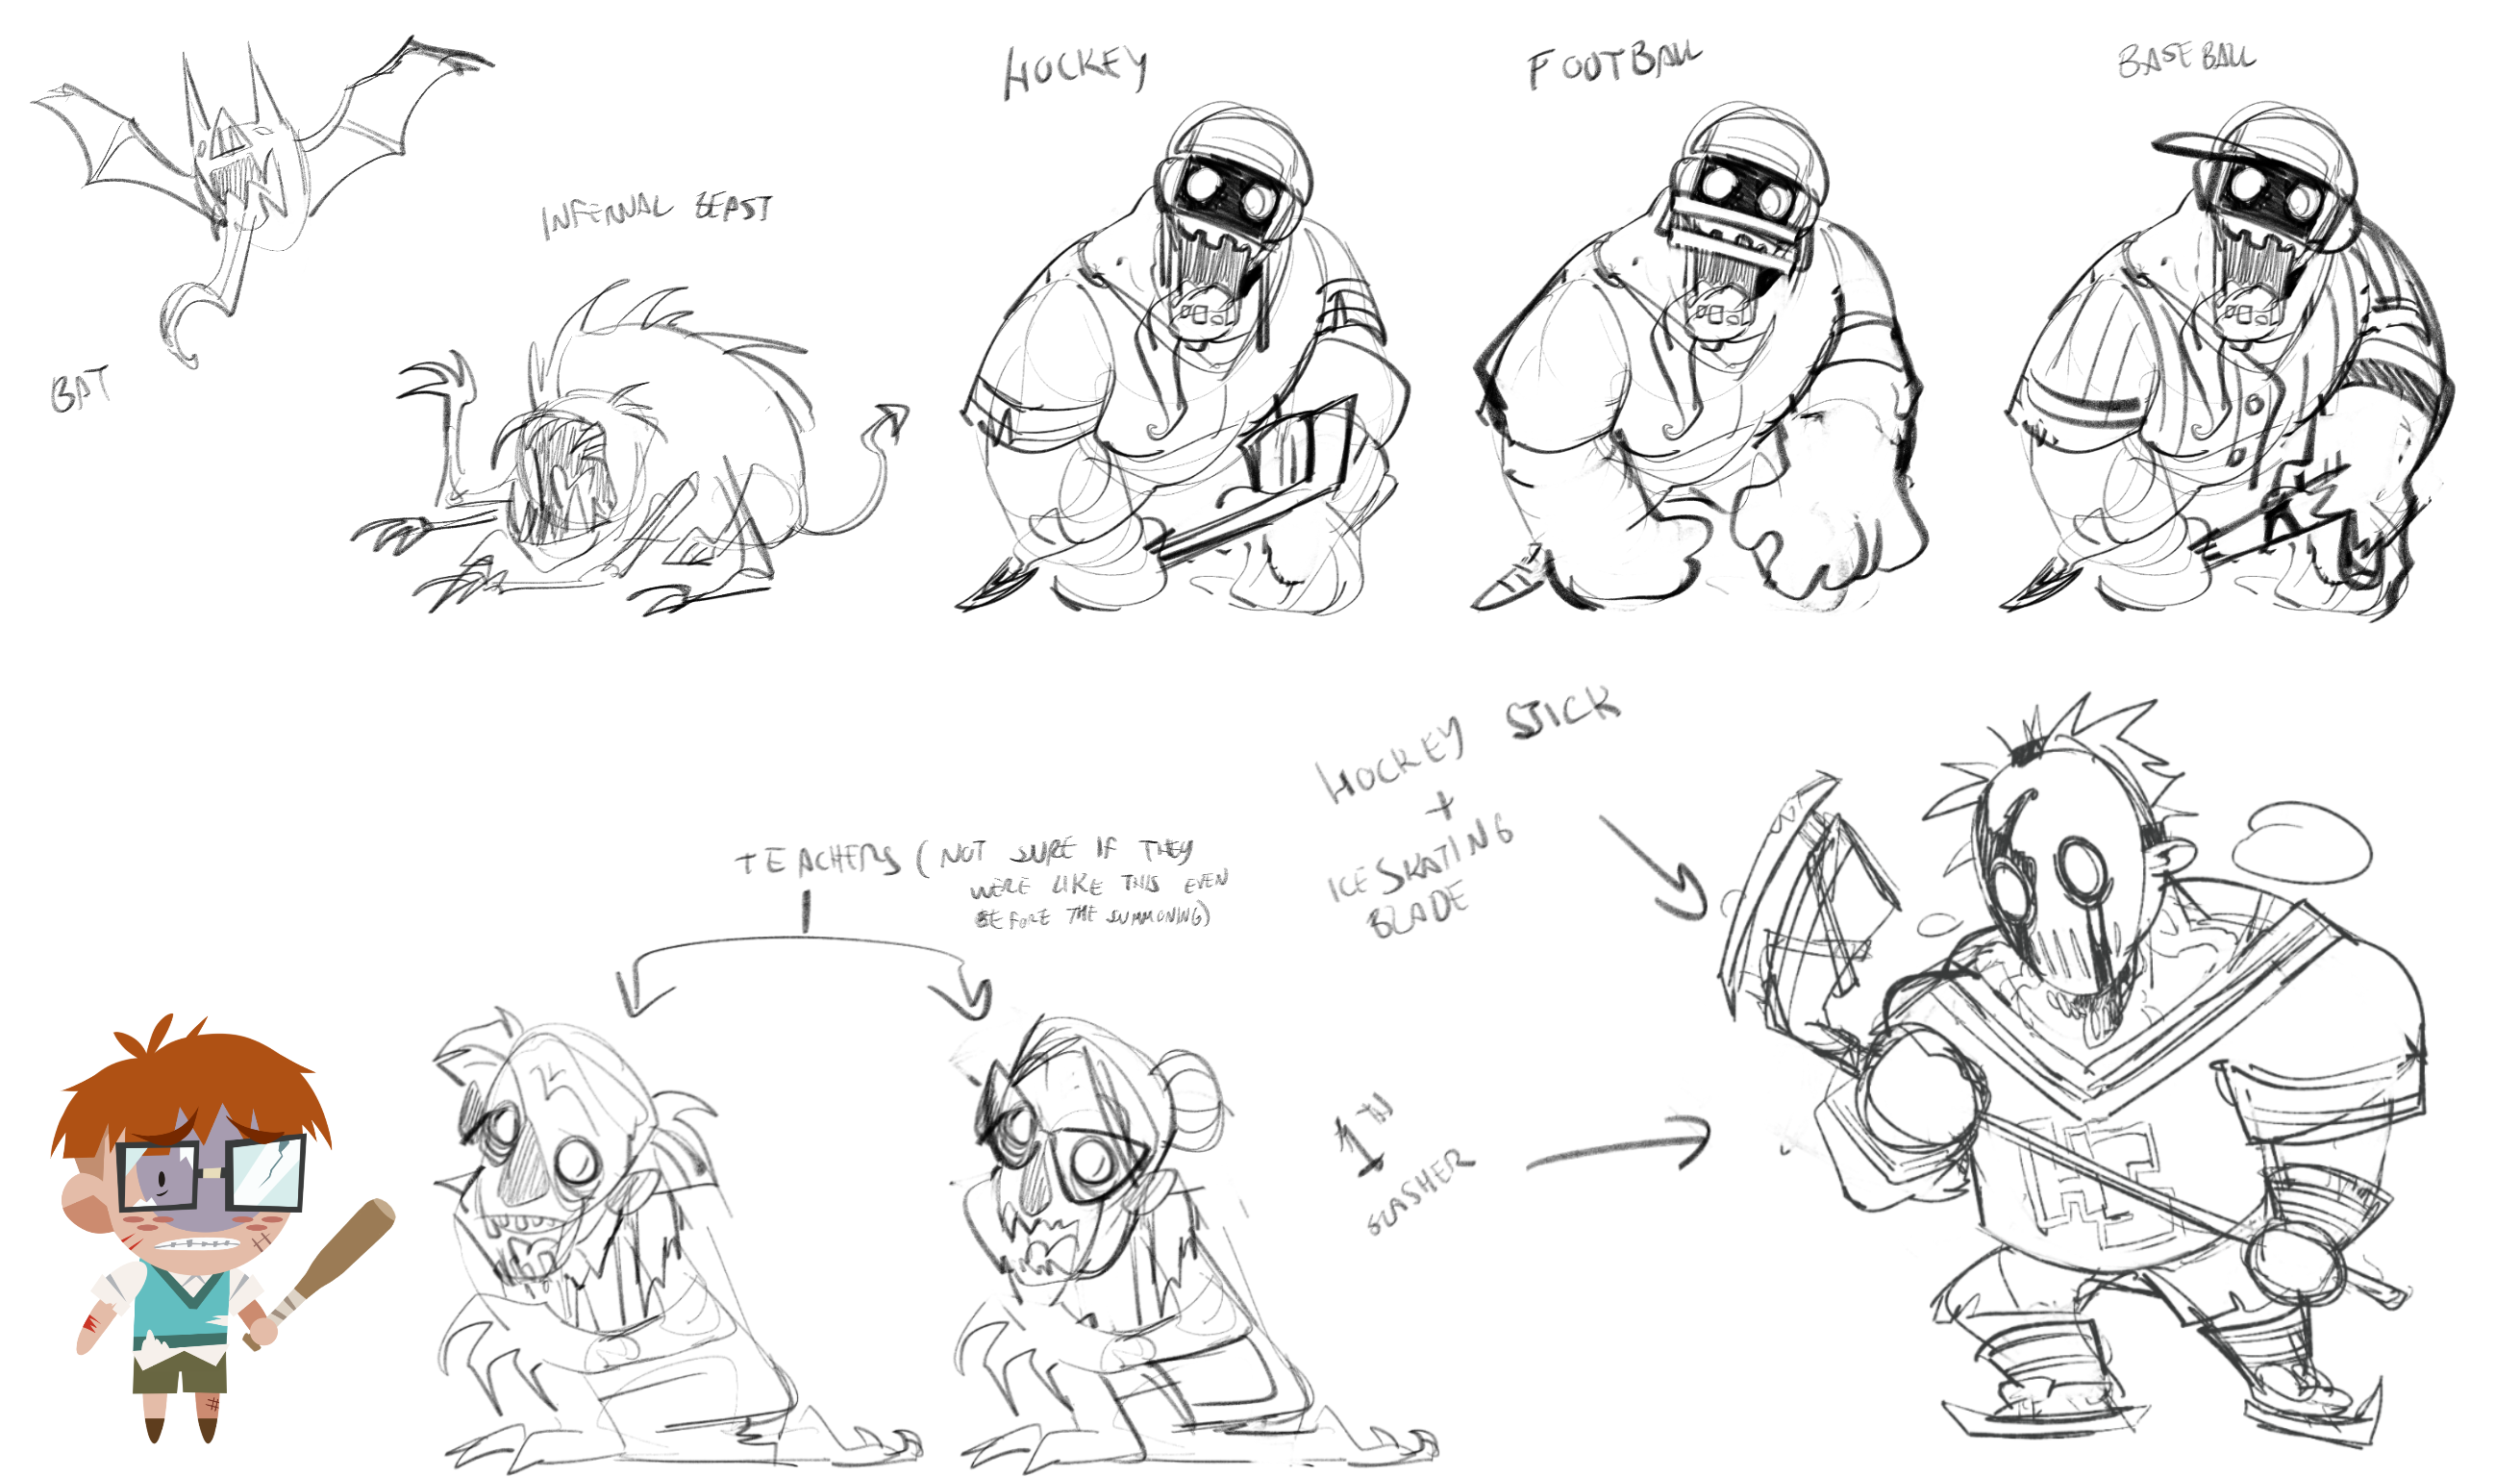 HOCKEY
FOOTBALL
BASEBALL
INFERNAL BEAST
BAT
HOCKEY STICK
+
ICE SKATING
BLADE
TEACHERS (NOT SURE IF THEY
WERE LIKE THIS EVEN
BEFORE THE SUMMONING)
1TH
SLASHER